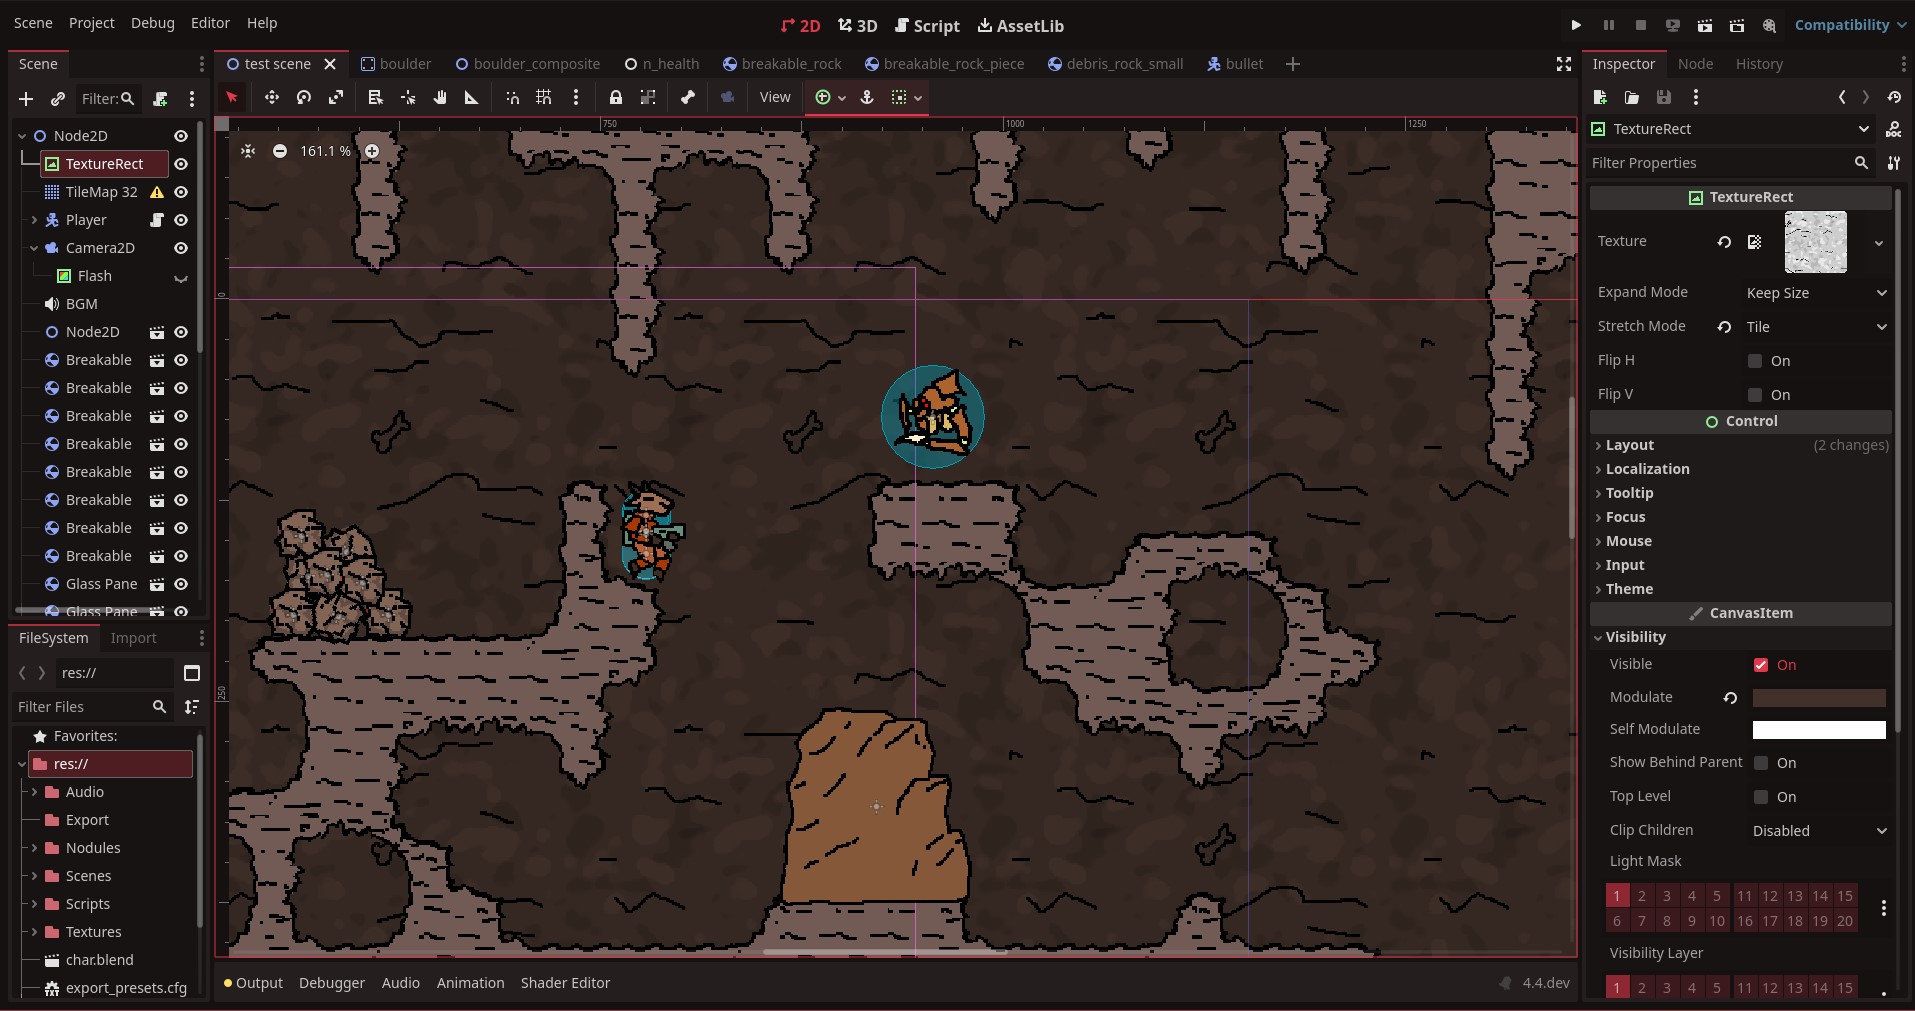 Scene Project Debug Editor Help
2D 3D Script AssetLib
Compatibility
Scene
test scene boulder boulder_composite n_health breakable_rock breakable_rock_piece debris_rock_small bullet
Inspector Node History
Filter:
View
Node2D
TextureRect
TileMap 32
Player
Camera2D
Flash
BGM
Node2D
Breakable
Breakable
Breakable
Breakable
Breakable
Breakable
Breakable
Breakable
Glass Pane
Glass Pane
FileSystem Import
res://
Filter Files
Favorites:
res://
Audio
Export
Nodules
Scenes
Scripts
Textures
char.blend
export_presets.cfg
750
1000
1250
161.1 %
0
250
Output Debugger Audio Animation Shader Editor
4.4.dev
TextureRect
Filter Properties
TextureRect
Texture
Expand Mode Keep Size
Stretch Mode Tile
Flip H On
Flip V On
Control
Layout (2 changes)
Localization
Tooltip
Focus
Mouse
Input
Theme
CanvasItem
Visibility
Visible On
Modulate
Self Modulate
Show Behind Parent On
Top Level On
Clip Children Disabled
Light Mask
1 2 3 4 5 11 12 13 14 15
6 7 8 9 10 16 17 18 19 20
Visibility Layer
1 2 3 4 5 11 12 13 14 15